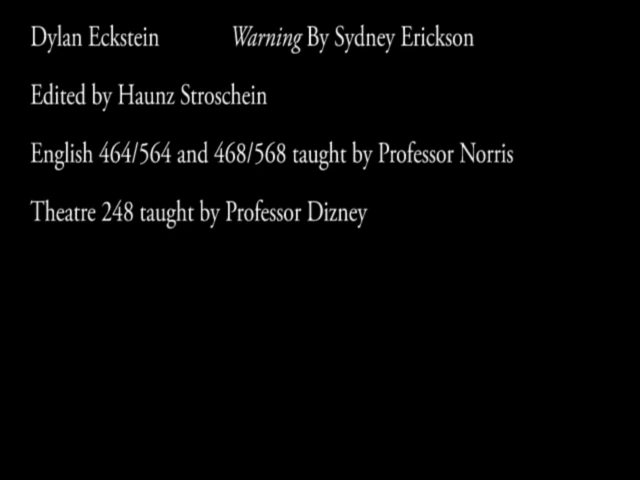 Dylan Eckstein Warning By Sydney Erickson
Edited by Haunz Stroschein
English 464/564 and 468/568 taught by Professor Norris
Theatre 248 taught by Professor Dizney